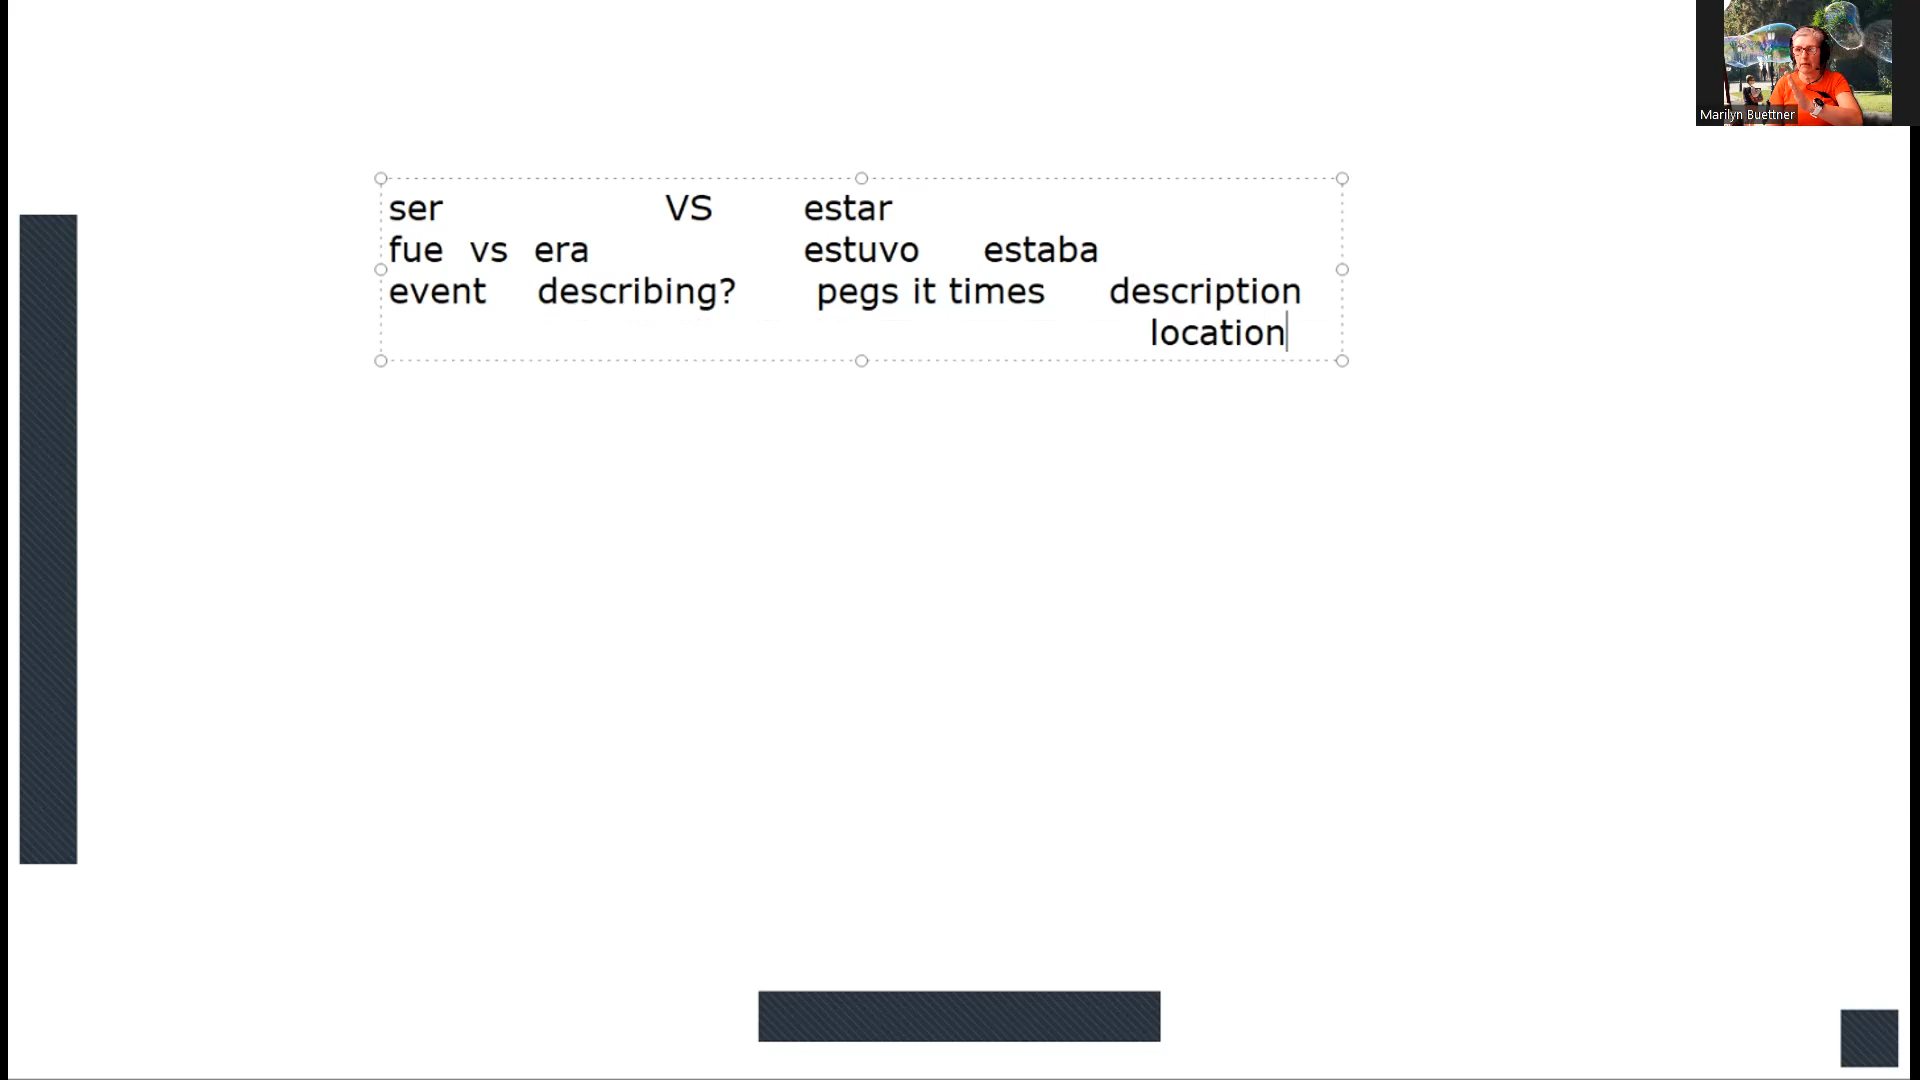 Marilyn Buettner
ser VS estar
fue vs era estuvo estaba
event describing? pegs it times description
location